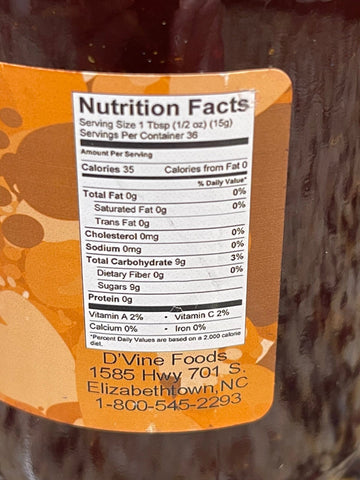 Nutrition Facts
Serving Size 1 Tbsp (1/2 oz) (15g)
Servings Per Container 36
Amount Per Serving
Calories 35 Calories from Fat 0
% Daily Value*
Total Fat 0g 0%
Saturated Fat 0g 0%
Trans Fat 0g
Cholesterol 0mg 0%
Sodium 0mg 0%
Total Carbohydrate 9g 3%
Dietary Fiber 0g 0%
Sugars 9g
Protein 0g
Vitamin A 2% • Vitamin C 2%
Calcium 0% • Iron 0%
*Percent Daily Values are based on a 2,000 calorie
diet.
D'Vine Foods
1585 Hwy 701 S.
Elizabethtown, NC
1-800-545-2293